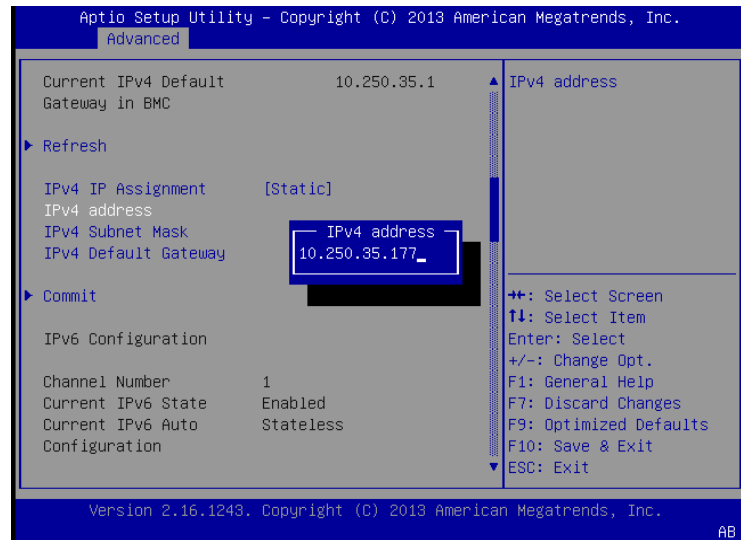 Aptio Setup Utility – Copyright (C) 2013 American Megatrends, Inc.
Advanced
Current IPv4 Default 10.250.35.1
Gateway in BMC
Refresh
IPv4 IP Assignment [Static]
IPv4 address
IPv4 Subnet Mask
IPv4 Default Gateway
IPv4 address
10.250.35.177_
Commit
IPv6 Configuration
Channel Number 1
Current IPv6 State Enabled
Current IPv6 Auto Stateless
Configuration
IPv4 address
→←: Select Screen
↑↓: Select Item
Enter: Select
+/-: Change Opt.
F1: General Help
F7: Discard Changes
F9: Optimized Defaults
F10: Save & Exit
ESC: Exit
Version 2.16.1243. Copyright (C) 2013 American Megatrends, Inc.
AB